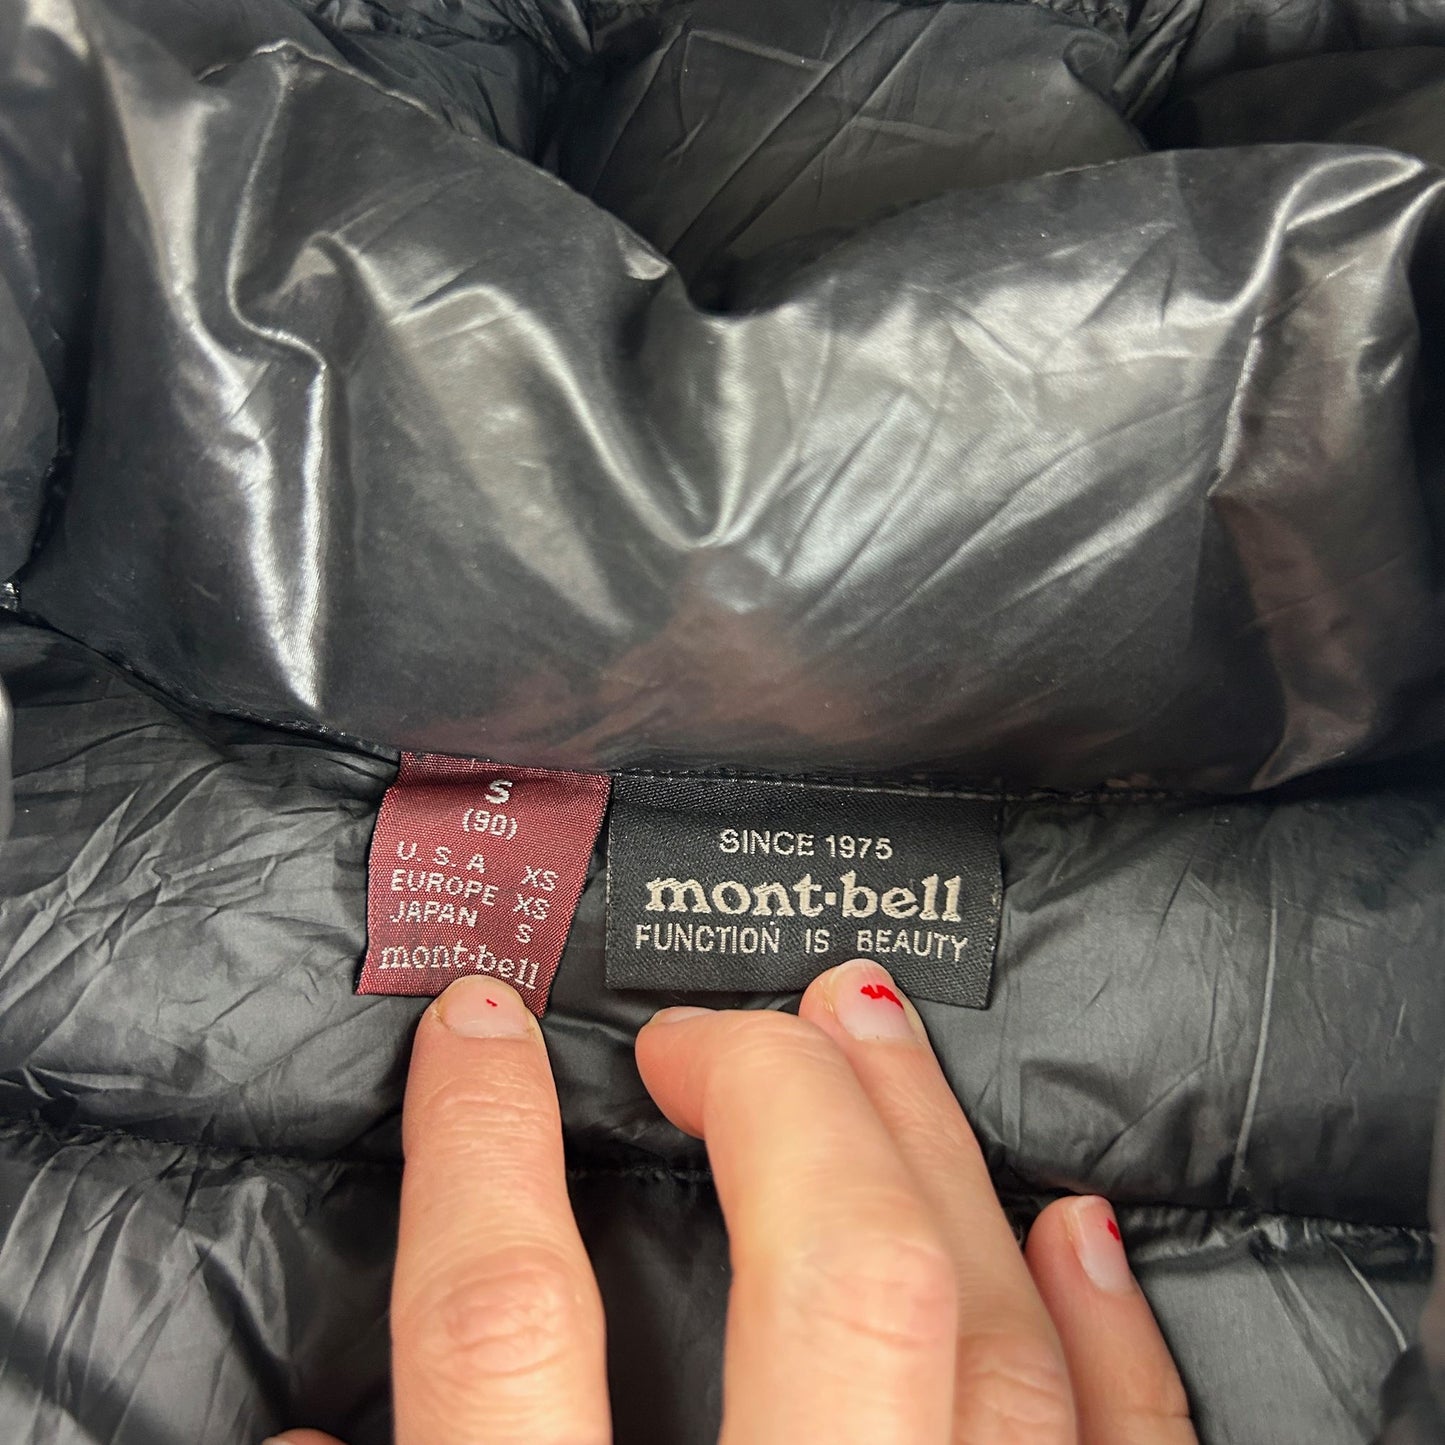 S
(90)
U.S.A XS
EUROPE XS
JAPAN S
mont·bell
SINCE 1975
mont·bell
FUNCTION IS BEAUTY